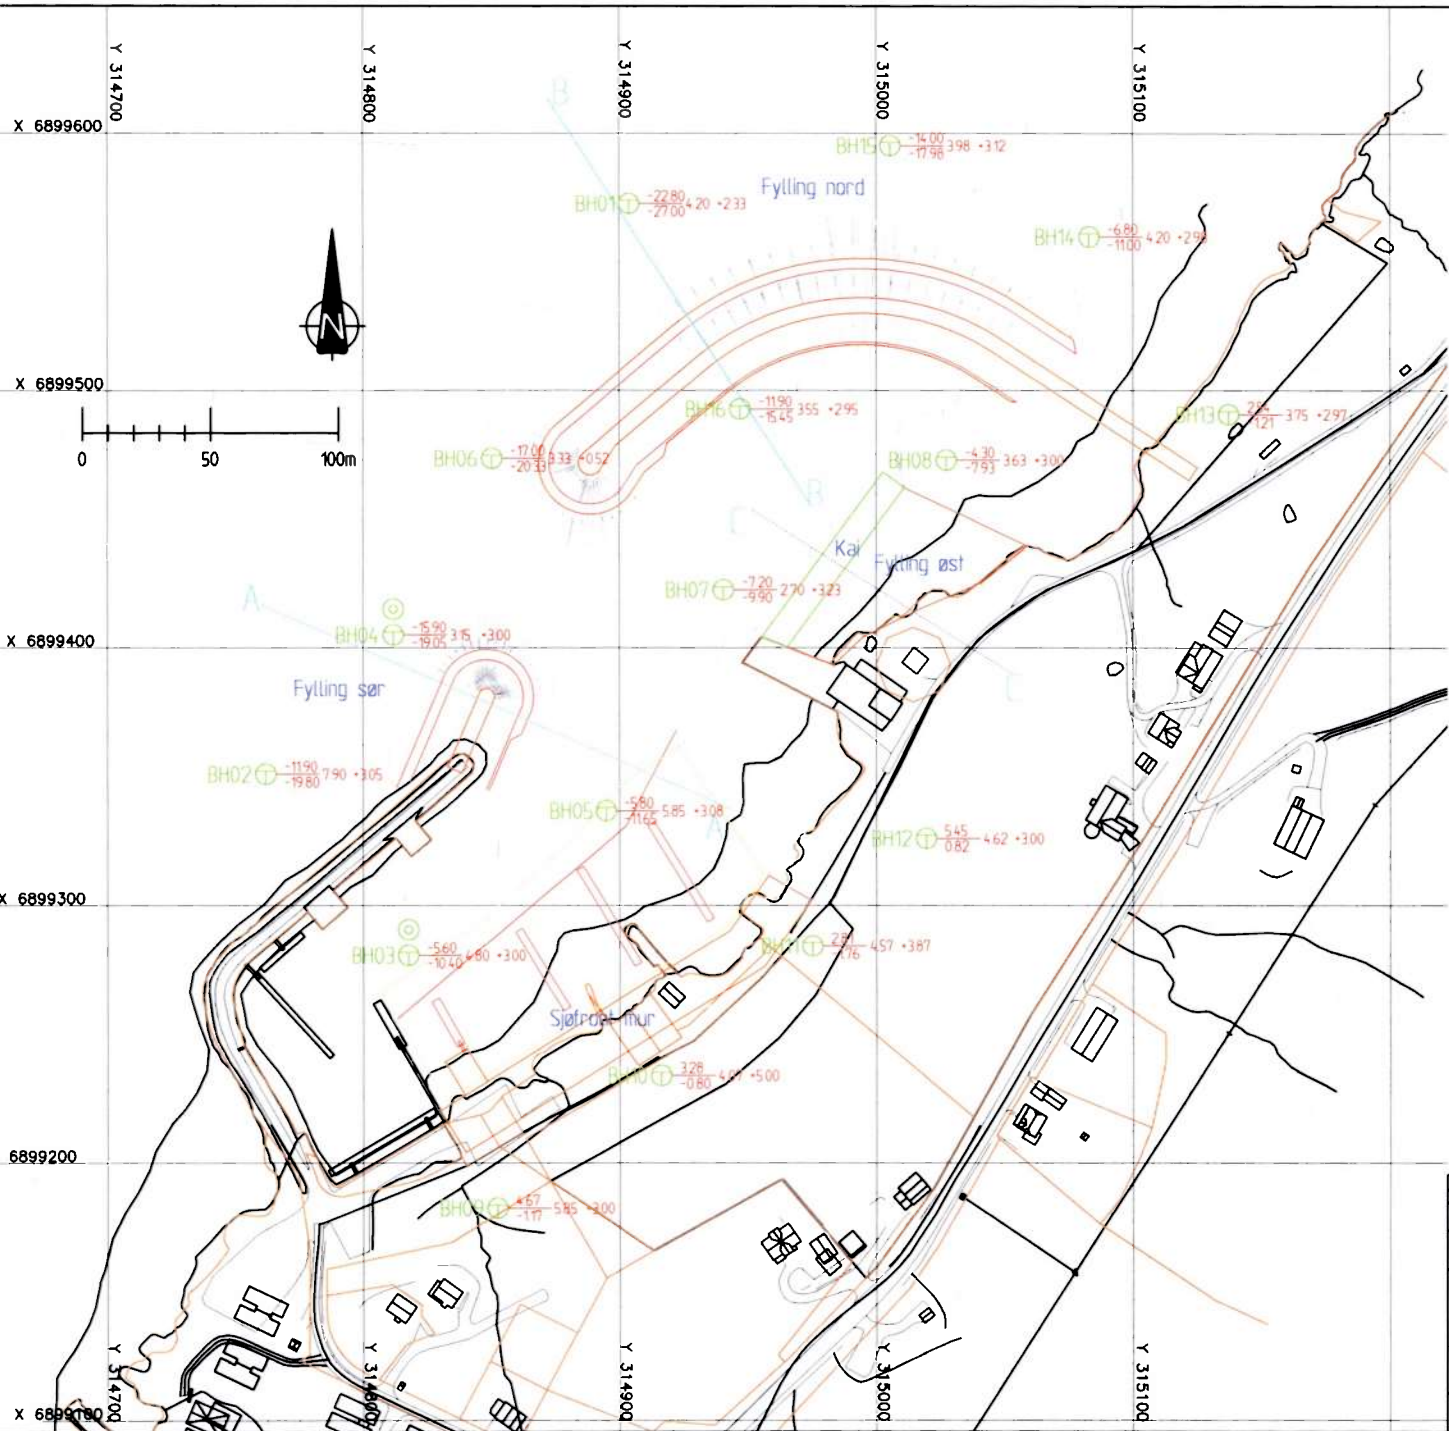 Y 314700
Y 314800
Y 314900
Y 315000
Y 315100
B
X 6899600
BH15 T -14.00 -17.98 3.98 +3.12
Fylling nord
BH01 T -22.80 -27.00 4.20 +2.33
BH14 T -6.80 -11.00 4.20
N
X 6899500
BH16 T -11.90 15.45 3.55 +2.95
BH13 T 3.75 +2.97
0 50 100m
BH06 T -17.00 -20.33 3.33 +0.52
BH08 T -4.30 -7.93 3.63 +3.00
B
Kai
Fylling øst
BH07 T -7.20 -9.90 2.70 +3.23
A
BH04 T -15.90 -19.05 3.15 +3.00
X 6899400
Fylling sør
BH02 T -11.90 -19.80 7.90 +3.05
BH05 T -5.80 -11.65 5.85 +3.08
A
BH12 T 5.45 0.82 4.62 +3.00
X 6899300
BH03 T -5.60 -10.40 4.80 +3.00
T 4.57 +3.87
T 3.28 -0.80 +5.00
6899200
BH09 T 4.67 -1.17 5.85 +3.00
Y 314700
Y 314800
Y 314900
Y 315000
Y 315100
X 6899100